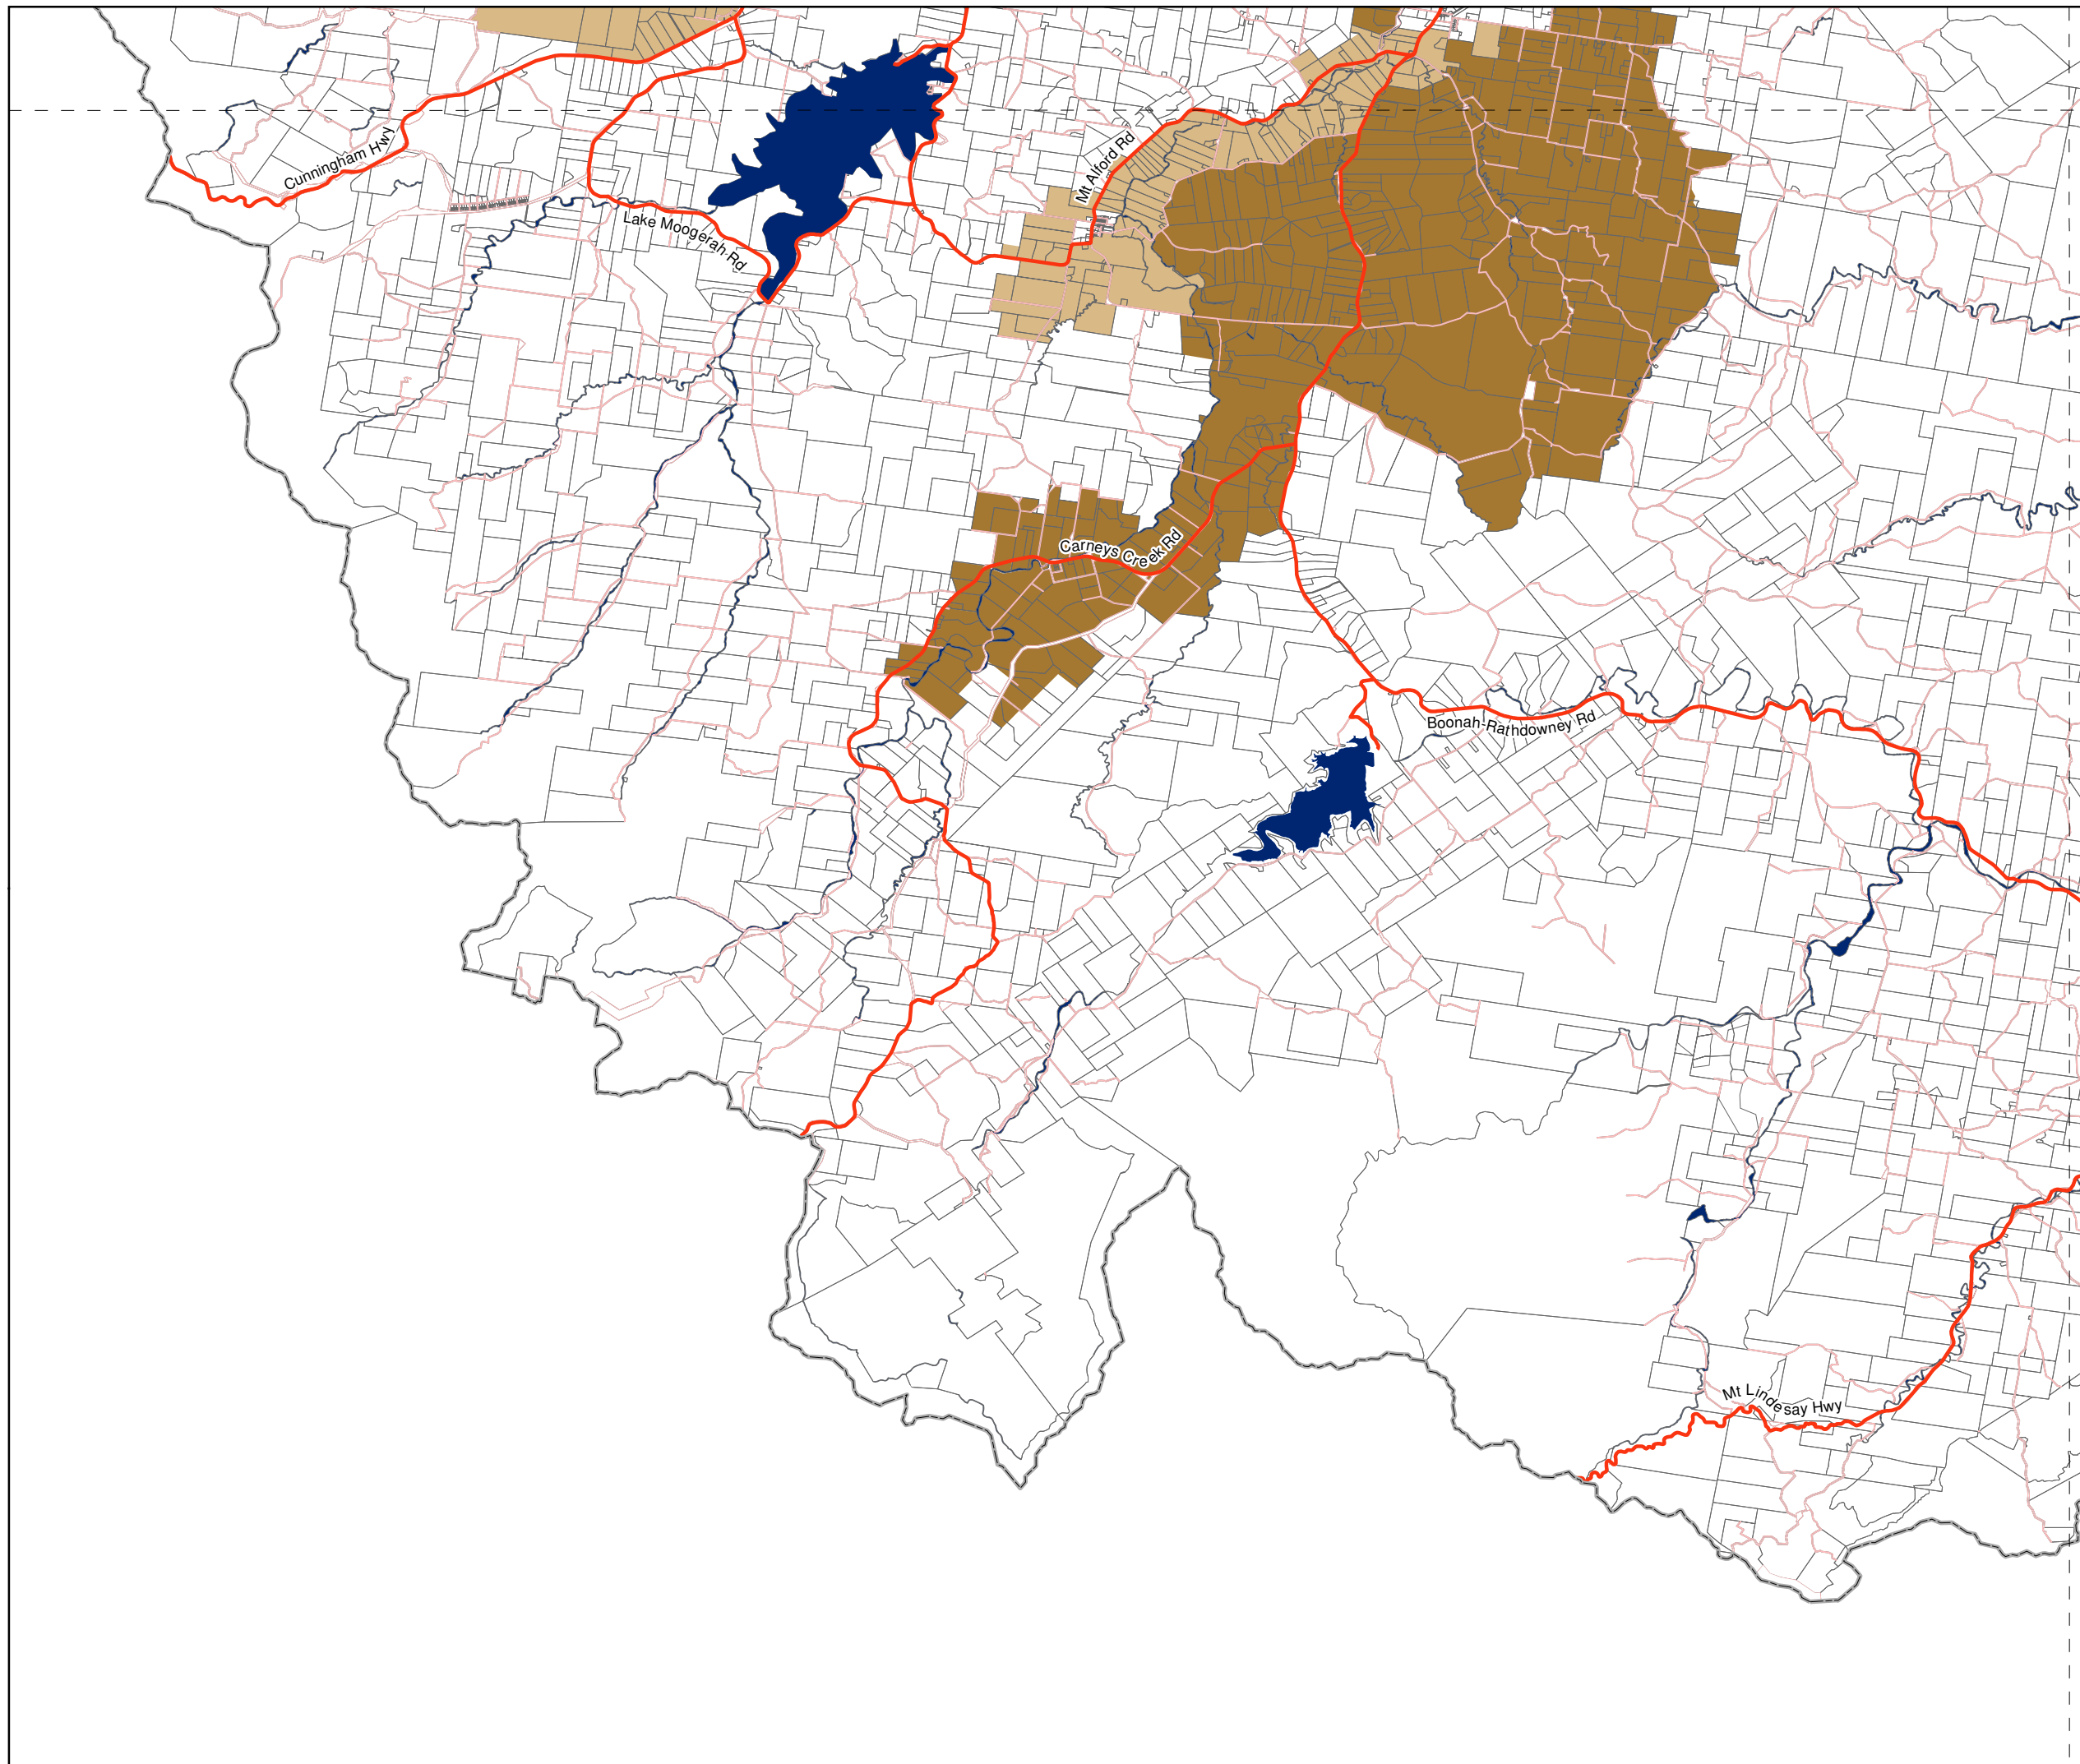 Cunningham Hwy
Mt Alford Rd
Lake Moogerah Rd
Carneys Creek Rd
Boonah-Rathdowney Rd
Mt Lindesay Hwy